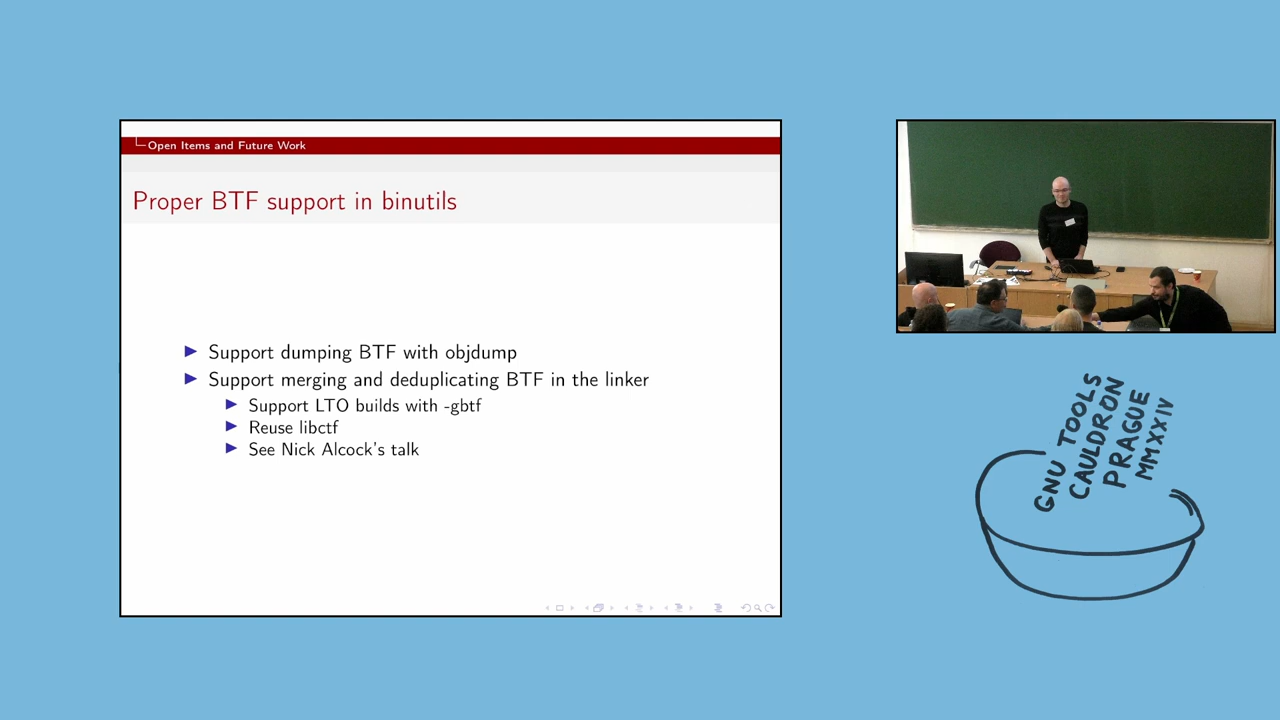 Open Items and Future Work
Proper BTF support in binutils
Support dumping BTF with objdump
Support merging and deduplicating BTF in the linker
Support LTO builds with -gbtf
Reuse libctf
See Nick Alcock's talk
GNU TOOLS
CAULDRON
PRAGUE
MMXXIV